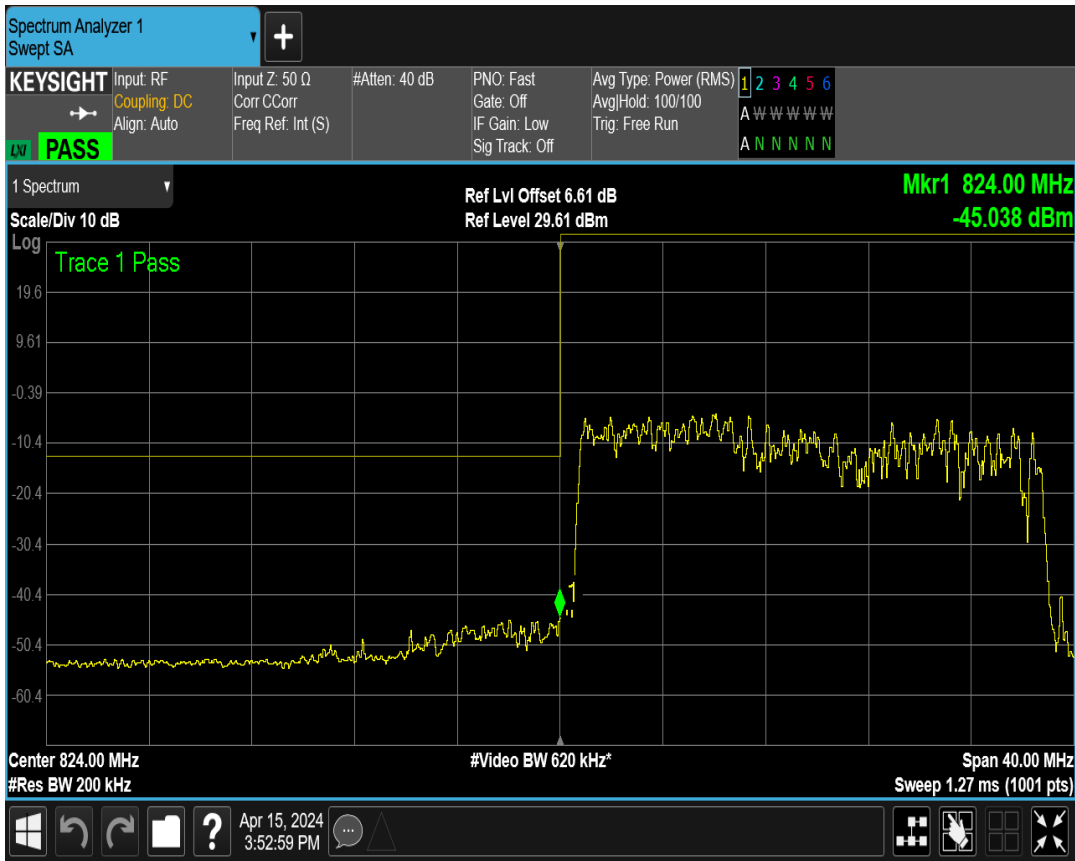 Spectrum Analyzer 1
Swept SA
+
KEYSIGHT
LXI PASS
Input: RF
Coupling: DC
Align: Auto
Input Z: 50 Ω
Corr CCorr
Freq Ref: Int (S)
#Atten: 40 dB
PNO: Fast
Gate: Off
IF Gain: Low
Sig Track: Off
Avg Type: Power (RMS)
Avg|Hold: 100/100
Trig: Free Run
1 2 3 4 5 6
A W W W W W
A N N N N N
1 Spectrum
Scale/Div 10 dB
Ref Lvl Offset 6.61 dB
Ref Level 29.61 dBm
Mkr1 824.00 MHz
-45.038 dBm
Log
Trace 1 Pass
19.6
9.61
-0.39
-10.4
-20.4
-30.4
-40.4
-50.4
-60.4
1
Center 824.00 MHz
#Res BW 200 kHz
#Video BW 620 kHz*
Span 40.00 MHz
Sweep 1.27 ms (1001 pts)
?
Apr 15, 2024
3:52:59 PM